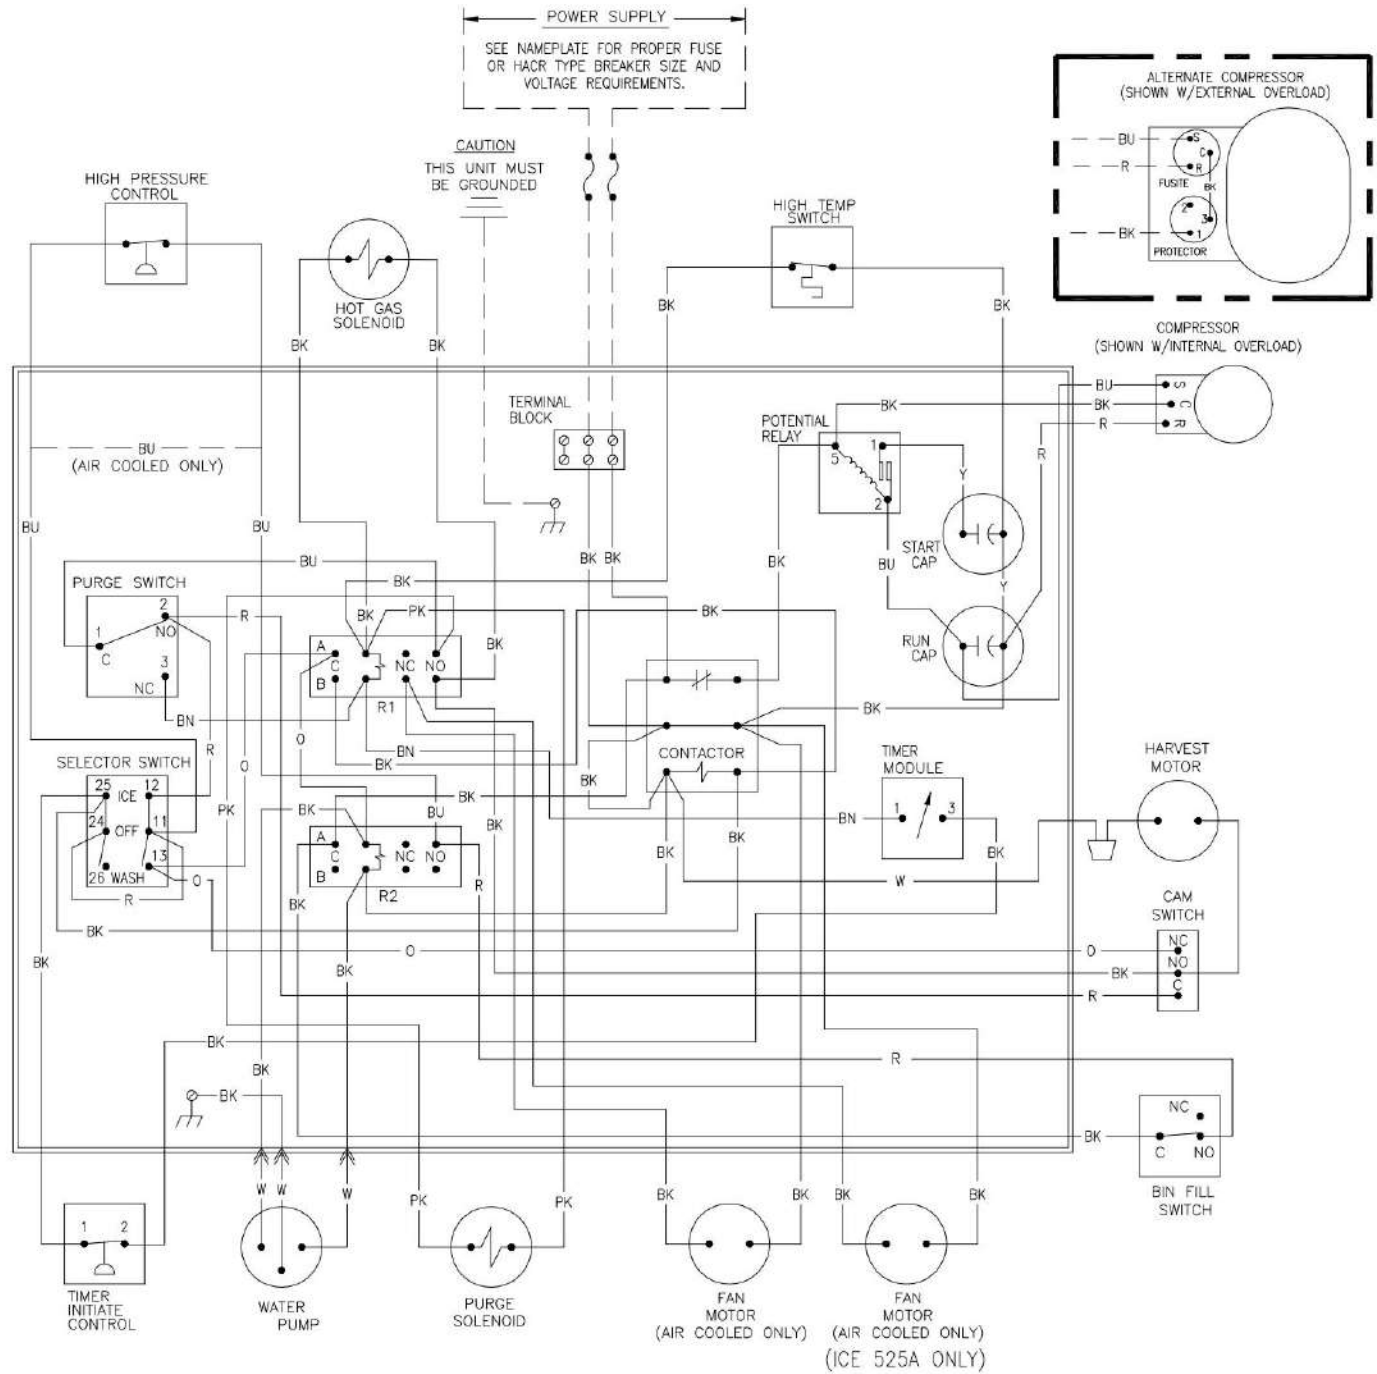 POWER SUPPLY
SEE NAMEPLATE FOR PROPER FUSE
OR HACR TYPE BREAKER SIZE AND
VOLTAGE REQUIREMENTS.
ALTERNATE COMPRESSOR
(SHOWN W/EXTERNAL OVERLOAD)
BU
S
C
R
R
FUSITE
BK
2
3
BK
1
PROTECTOR
CAUTION
THIS UNIT MUST
BE GROUNDED
HIGH PRESSURE
CONTROL
HIGH TEMP
SWITCH
HOT GAS
SOLENOID
BK
BK
BK
BK
COMPRESSOR
(SHOWN W/INTERNAL OVERLOAD)
BU
S
BK
BK
C
R
R
TERMINAL
BLOCK
POTENTIAL
RELAY
5
1
2
R
Y
BU
(AIR COOLED ONLY)
BU
BU
START
CAP
BK
BK
BK
BU
BU
PURGE SWITCH
2
NO
1
C
3
NC
R
BK
BK
PK
BK
Y
RUN
CAP
BK
A
C
NC
NO
B
R1
BN
BK
O
BN
BK
R
O
CONTACTOR
BK
TIMER
MODULE
1
3
BN
BK
HARVEST
MOTOR
SELECTOR SWITCH
25
ICE
12
24
OFF
11
13
26 WASH
O
R
PK
BK
BK
BU
BK
BK
BK
A
C
NC
NO
B
R2
R
BK
W
BK
BK
O
CAM
SWITCH
NC
NO
C
O
BK
R
BK
BK
BK
BK
R
BK
NC
C
NO
BK
BIN FILL
SWITCH
W
W
W
PK
PK
BK
BK
BK
BK
1
2
TIMER
INITIATE
CONTROL
WATER
PUMP
PURGE
SOLENOID
FAN
MOTOR
(AIR COOLED ONLY)
FAN
MOTOR
(AIR COOLED ONLY)
(ICE 525A ONLY)